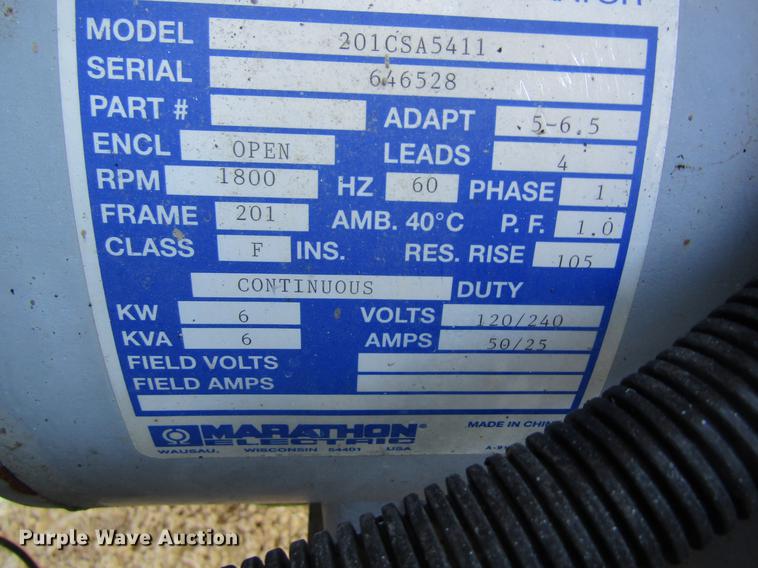 MODEL 201CSA5411
SERIAL 646528
PART # ADAPT 5-6.5
ENCL OPEN LEADS 4
RPM 1800 HZ 60 PHASE 1
FRAME 201 AMB. 40°C P. F. 1.0
CLASS F INS. RES. RISE 105
CONTINUOUS DUTY
KW 6 VOLTS 120/240
KVA 6 AMPS 50/25
FIELD VOLTS
FIELD AMPS
MARATHON® MADE IN
ELECTRIC
WAUSAU, WISCONSIN 54401 USA
Purple Wave Auction